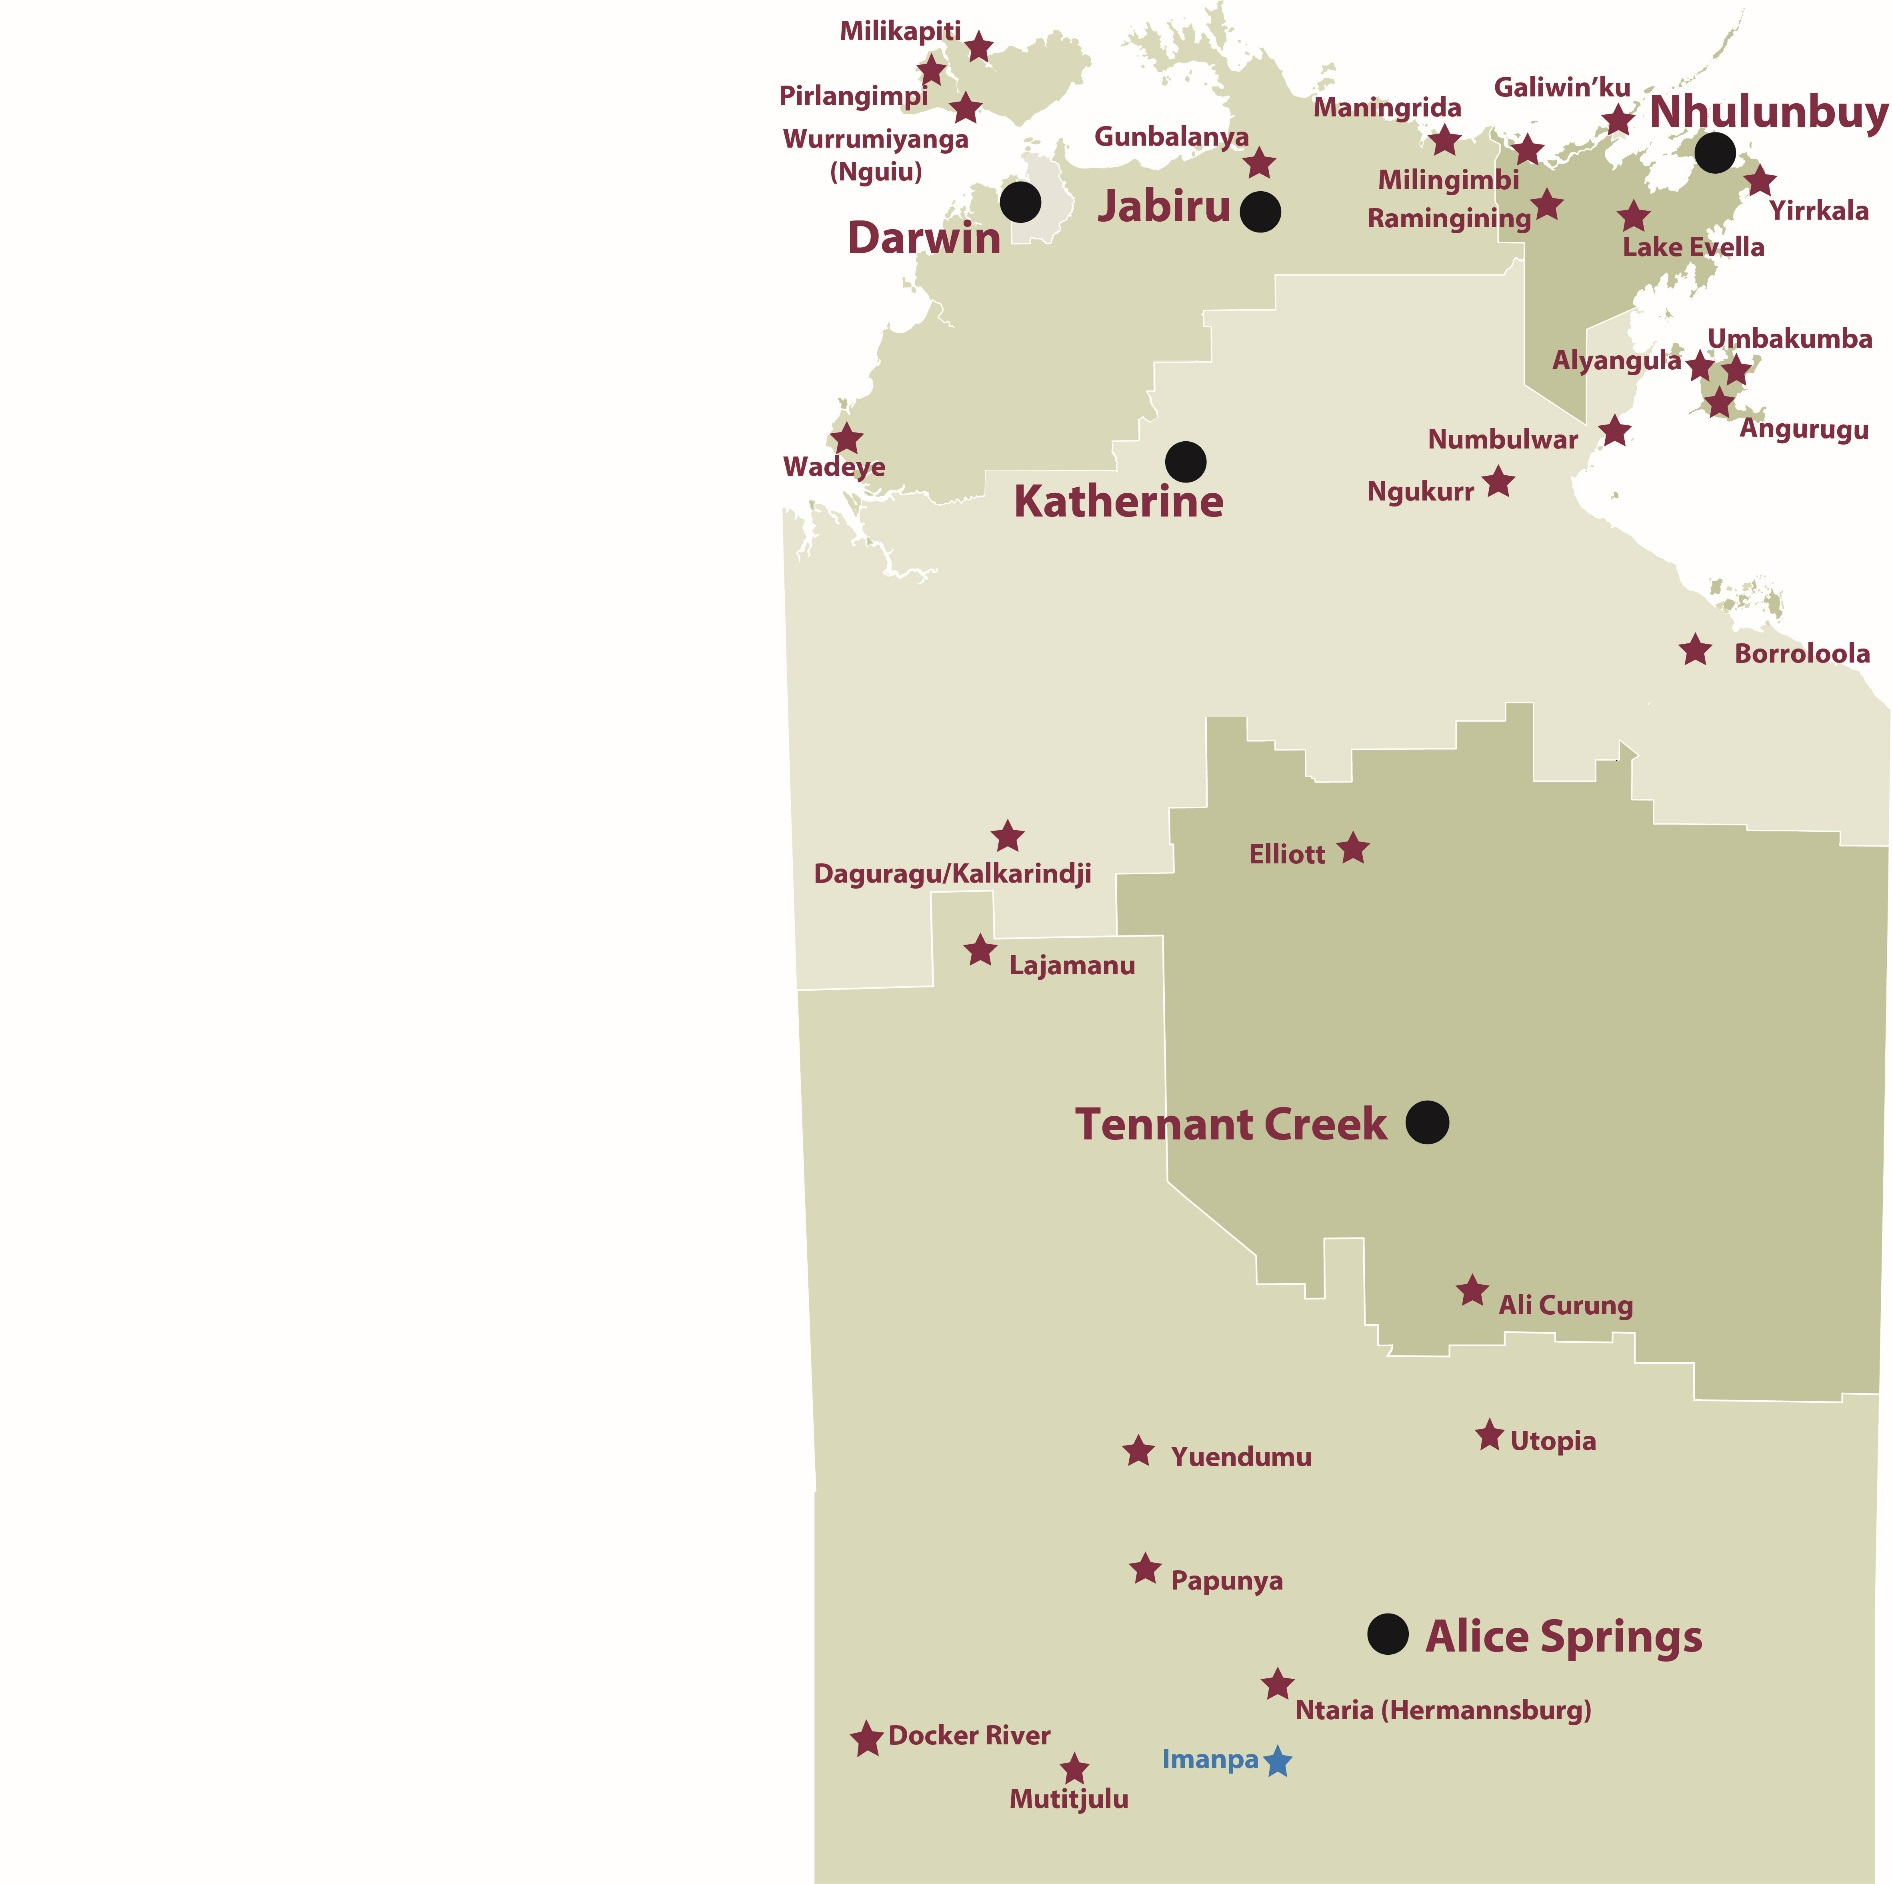 Milikapiti
Pirlangimpi
Wurrumiyanga
(Nguiu)
Galiwin’ku
Nhulunbuy
Maningrida
Gunbalanya
Milingimbi
Jabiru
Ramingining
Yirrkala
Darwin
Lake Evella
Umbakumba
Alyangula
Angurugu
Numbulwar
Wadeye
Ngukurr
Katherine
Borroloola
Elliott
Daguragu/Kalkarindji
Lajamanu
Tennant Creek
Ali Curung
Utopia
Yuendumu
Papunya
Alice Springs
Ntaria (Hermannsburg)
Docker River
Imanpa
Mutitjulu